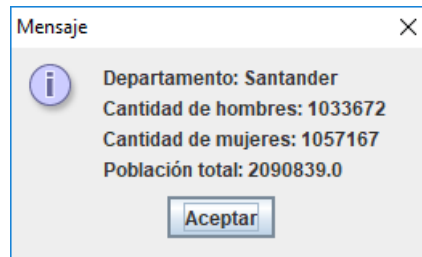 Mensaje
Departamento: Santander
Cantidad de hombres: 1033672
Cantidad de mujeres: 1057167
Población total: 2090839.0
Aceptar